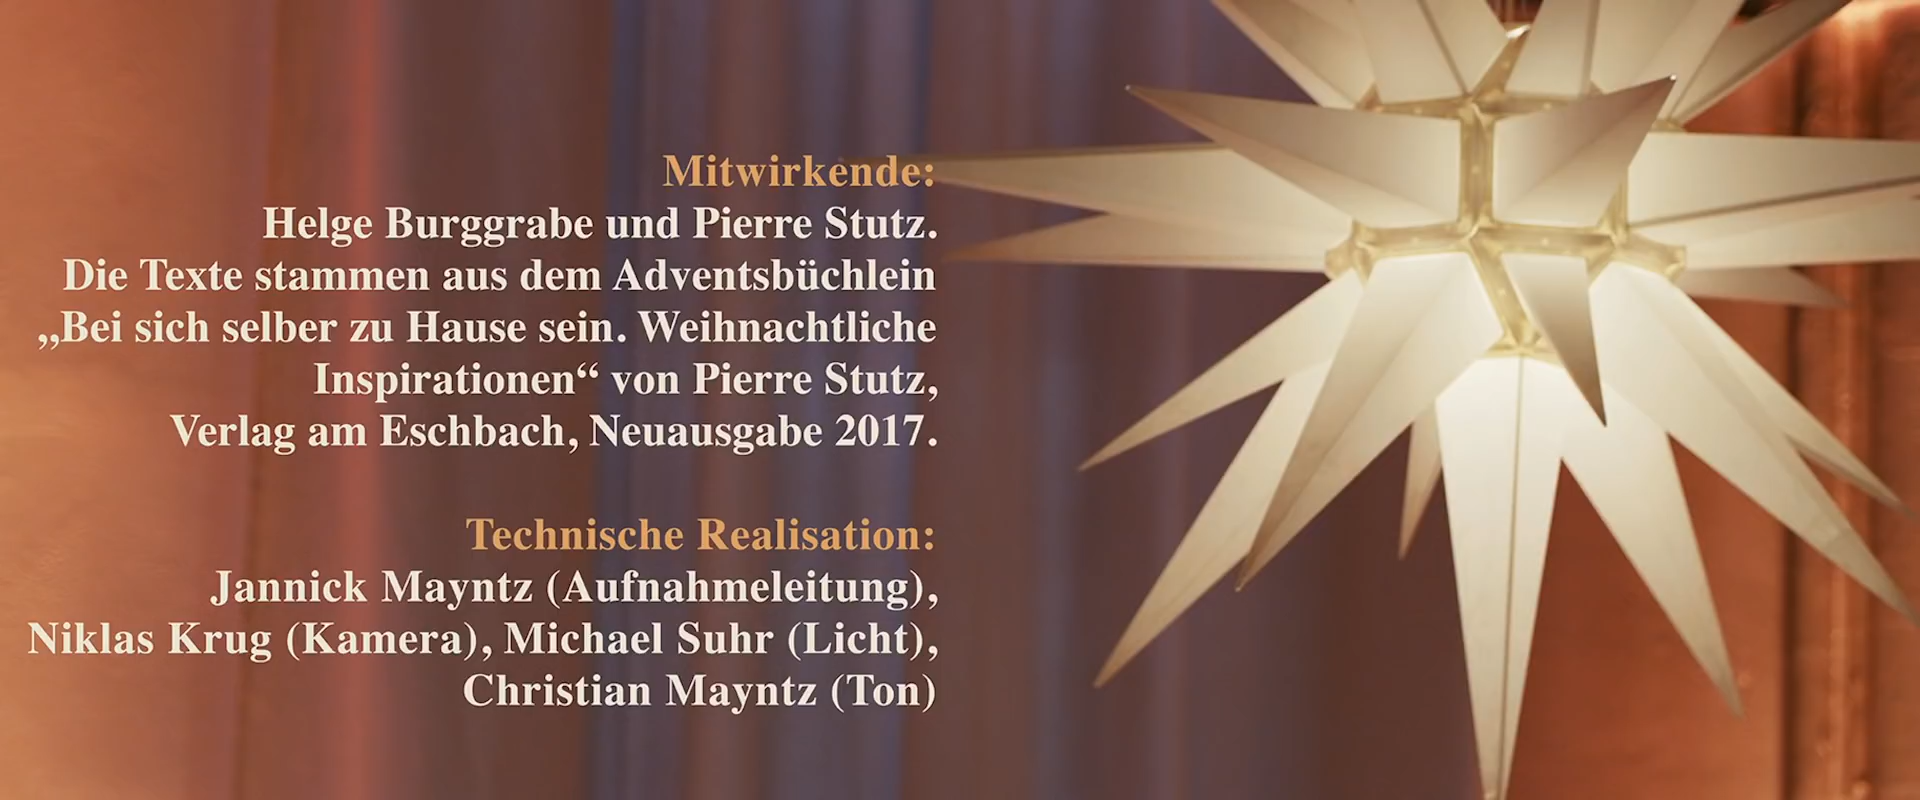 Mitwirkende:
Helge Burggrabe und Pierre Stutz.
Die Texte stammen aus dem Adventsbüchlein
„Bei sich selber zu Hause sein. Weihnachtliche
Inspirationen“ von Pierre Stutz,
Verlag am Eschbach, Neuausgabe 2017.
Technische Realisation:
Jannick Mayntz (Aufnahmeleitung),
Niklas Krug (Kamera), Michael Suhr (Licht),
Christian Mayntz (Ton)